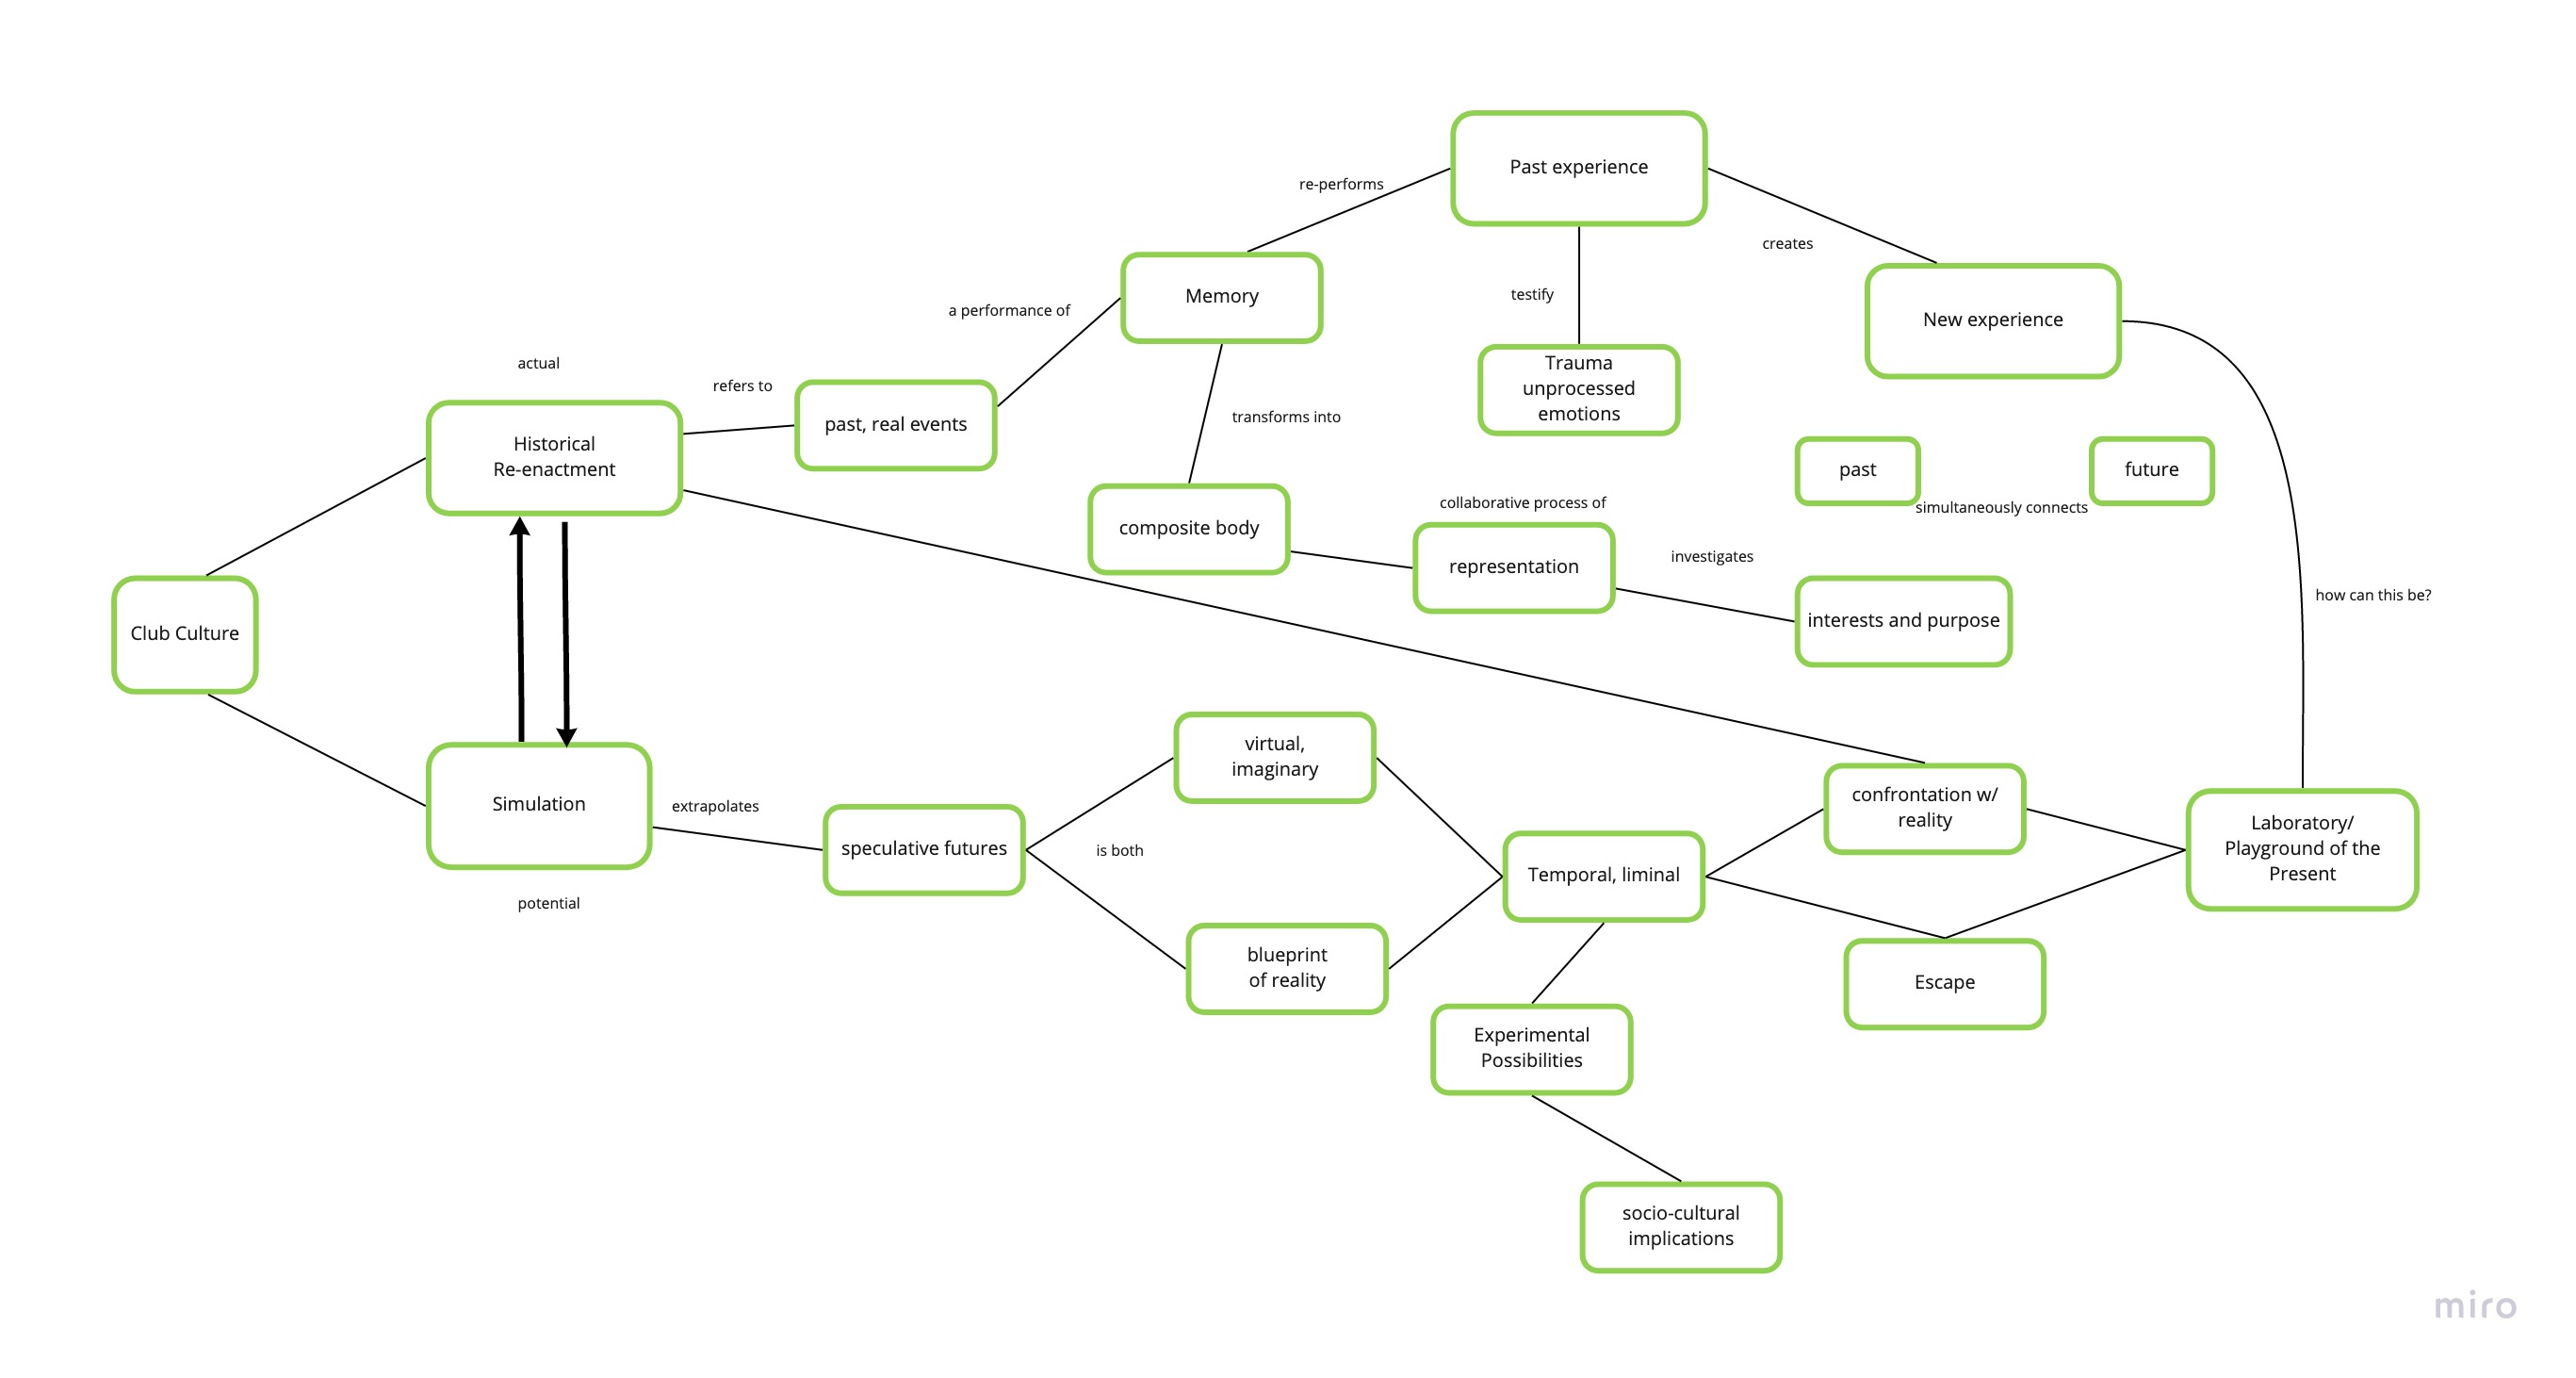 Past experience
re-performs
creates
Memory
testify
New experience
a performance of
actual
refers to
past, real events
Trauma
unprocessed
emotions
transforms into
Historical
Re-enactment
past
future
simultaneously connects
composite body
collaborative process of
representation
investigates
interests and purpose
how can this be?
Club Culture
virtual,
imaginary
Simulation
extrapolates
speculative futures
is both
potential
Temporal, liminal
confrontation w/
reality
Laboratory/
Playground of the
Present
blueprint
of reality
Escape
Experimental
Possibilities
socio-cultural
implications
miro